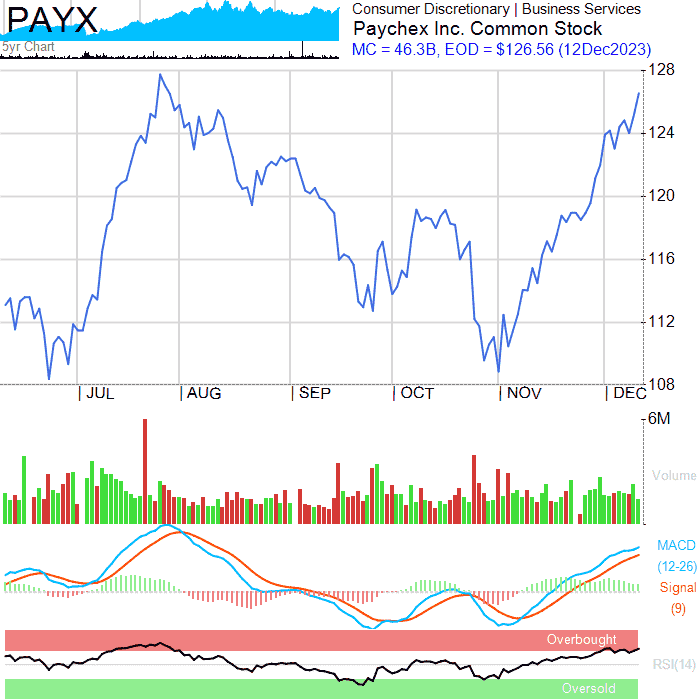 PAYX
Consumer Discretionary | Business Services
Paychex Inc. Common Stock
5yr Chart
MC = 46.3B, EOD = $126.56 (12Dec2023)
128
124
120
116
112
108
JUL AUG SEP OCT NOV DEC
6M
Volume
MACD
(12-26)
Signal
(9)
Overbought
RSI(14)
Oversold